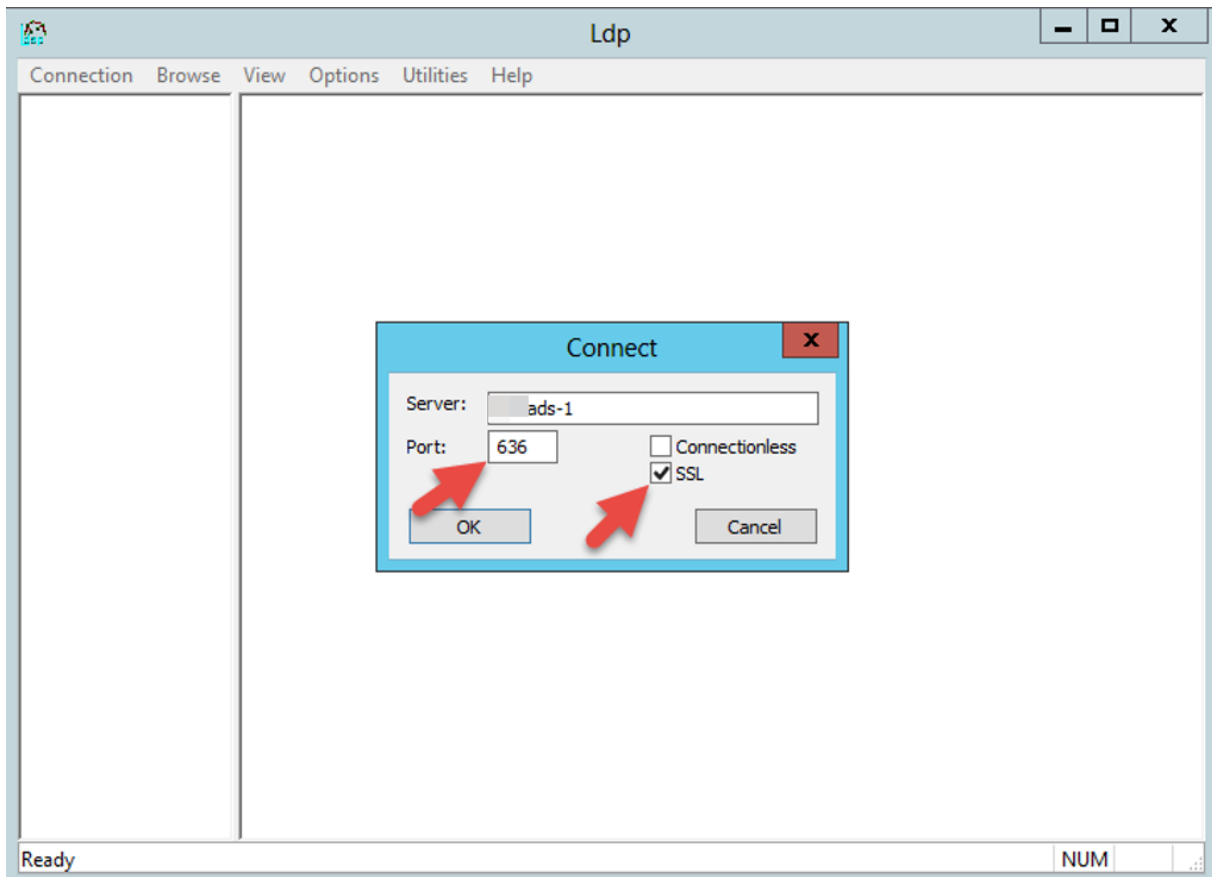 Ldp
Connection Browse View Options Utilities Help
Connect
Server: ads-1
Port: 636
Connectionless
SSL
OK
Cancel
Ready
NUM